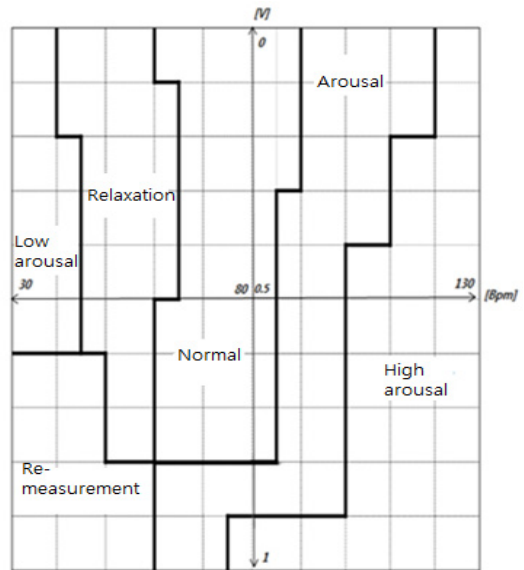 [V]
0
Arousal
Relaxation
Low
arousal
30
80 0.5
130
[Bpm]
Normal
High
arousal
Re-
measurement
1